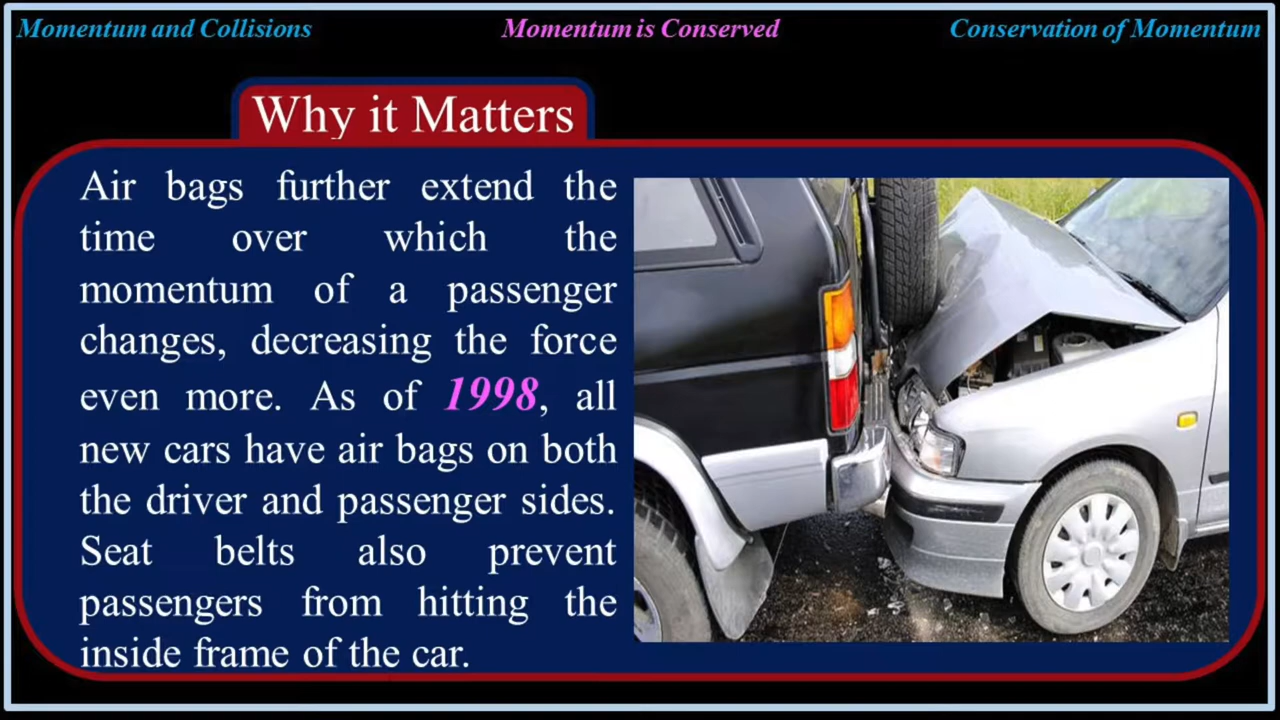 Momentum and Collisions
Momentum is Conserved
Conservation of Momentum
Why it Matters
Air bags further extend the
time over which the
momentum of a passenger
changes, decreasing the force
even more. As of 1998, all
new cars have air bags on both
the driver and passenger sides.
Seat belts also prevent
passengers from hitting the
inside frame of the car.